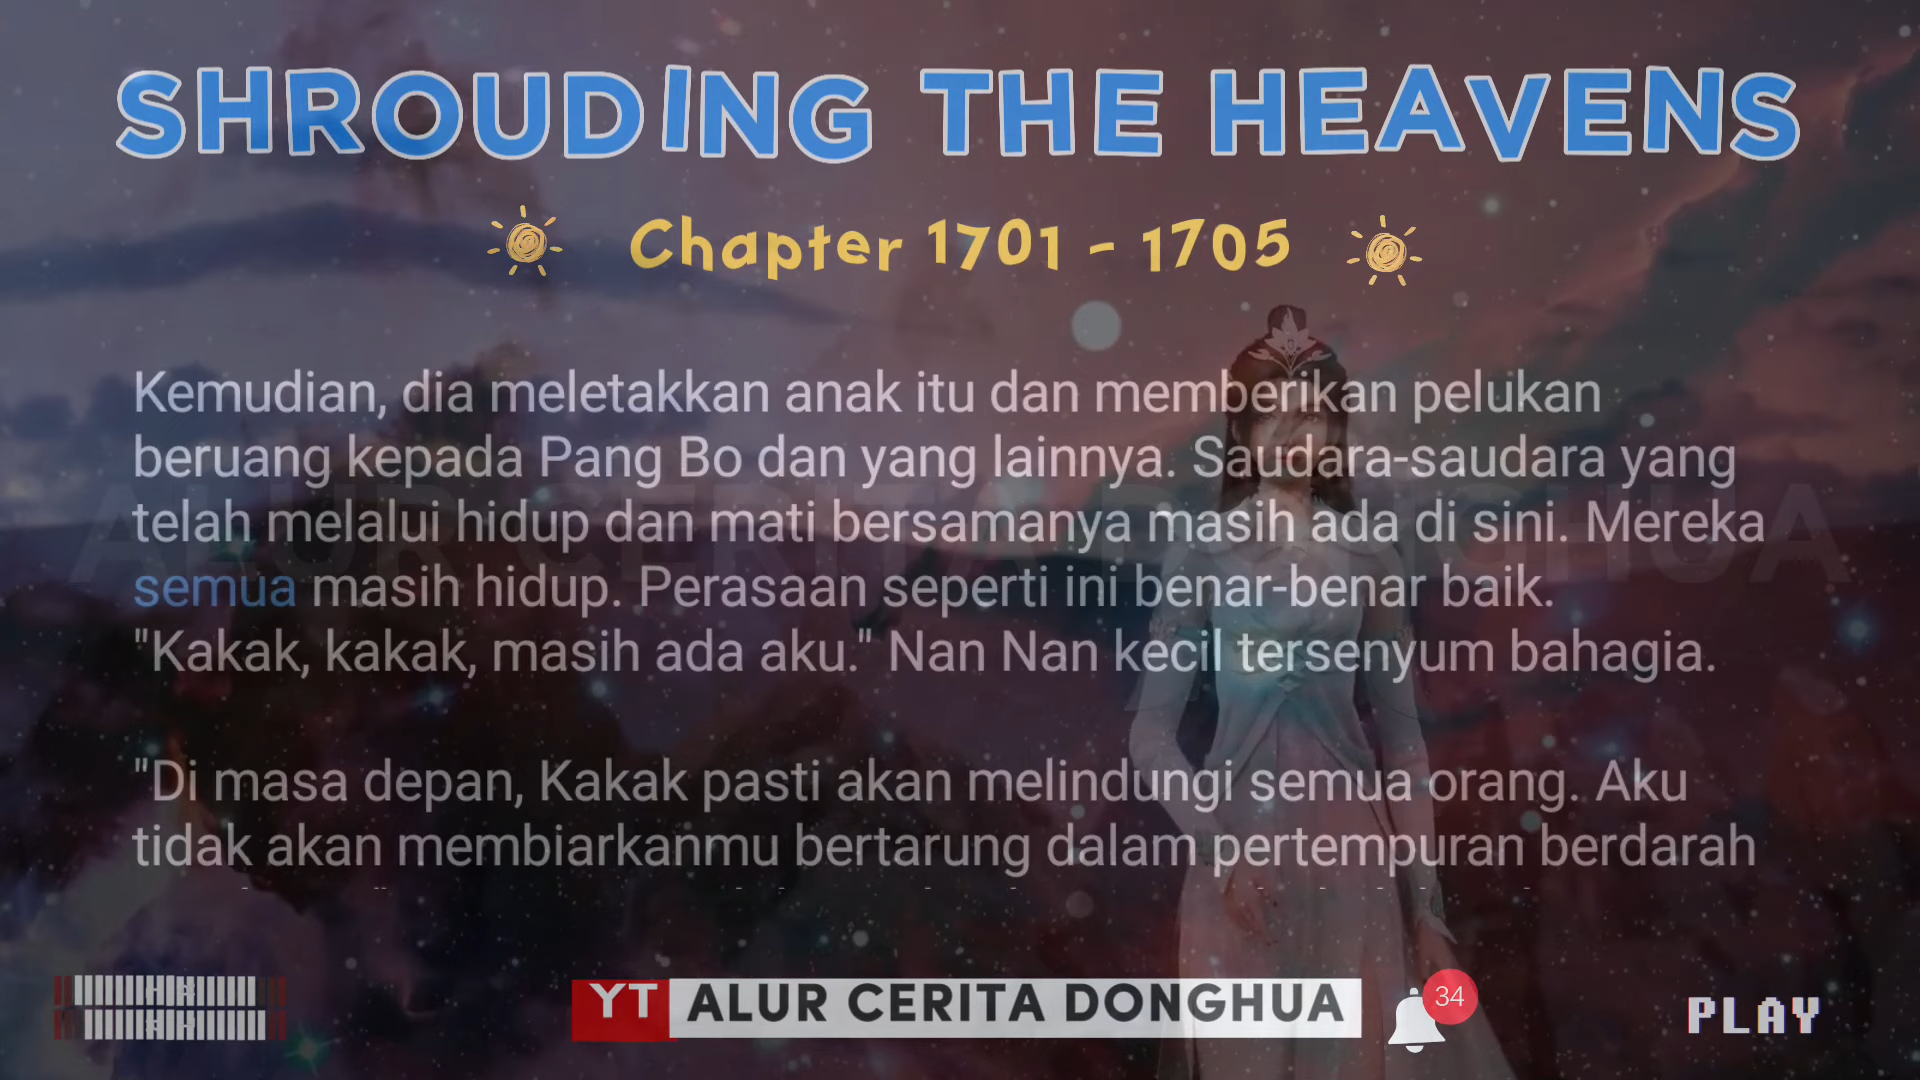 SHROUDING THE HEAVENS
Chapter 1701 - 1705
Kemudian, dia meletakkan anak itu dan memberikan pelukan
beruang kepada Pang Bo dan yang lainnya. Saudara-saudara yang
telah melalui hidup dan mati bersamanya masih ada di sini. Mereka
semua masih hidup. Perasaan seperti ini benar-benar baik.
"Kakak, kakak, masih ada aku." Nan Nan kecil tersenyum bahagia.
"Di masa depan, Kakak pasti akan melindungi semua orang. Aku
tidak akan membiarkanmu bertarung dalam pertempuran berdarah
ALUR CERITA DONGHUA
YT ALUR CERITA DONGHUA
34
PLAY